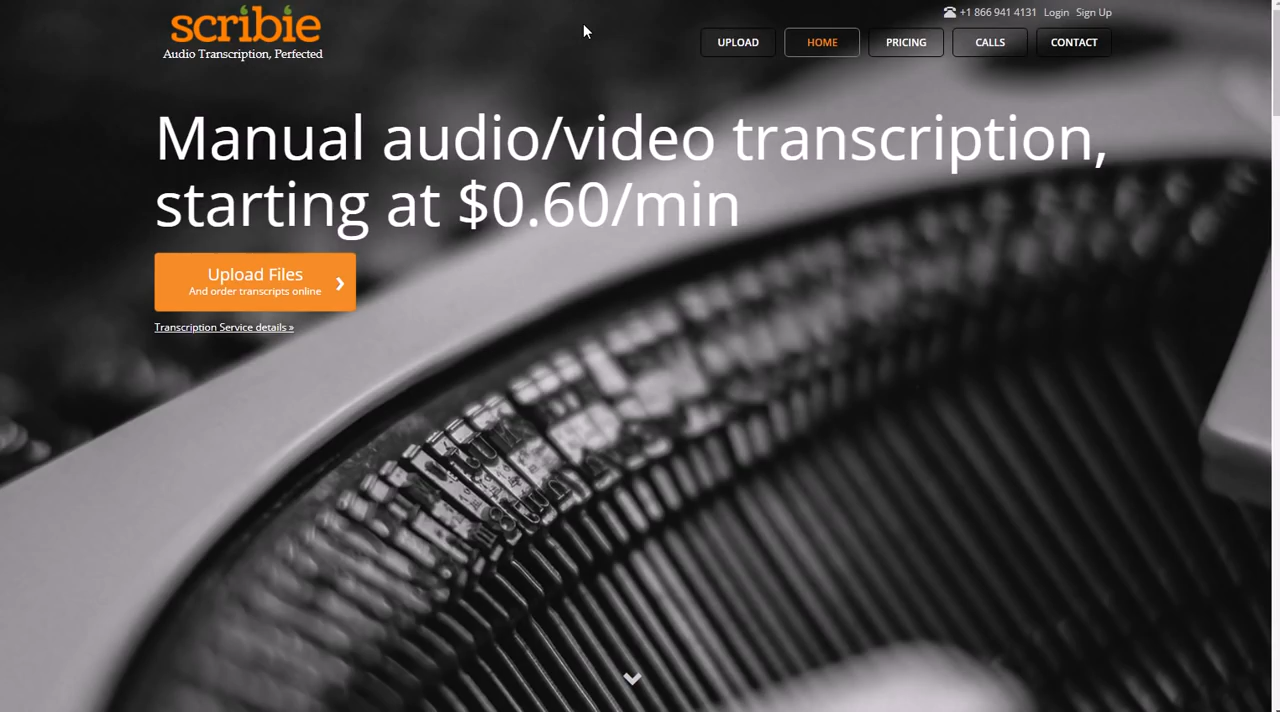 scribie
Audio Transcription, Perfected
+1 866 941 4131 Login Sign Up
UPLOAD HOME PRICING CALLS CONTACT
Manual audio/video transcription,
starting at $0.60/min
Upload Files
And order transcripts online
Transcription Service details »